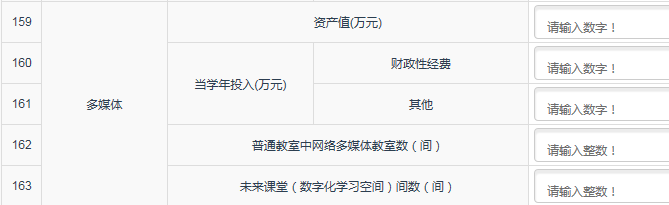 159 资产值(万元) 请输入数字！
160 财政性经费 请输入数字！
当学年投入(万元)
161 多媒体 其他 请输入数字！
162 普通教室中网络多媒体教室数（间） 请输入整数！
163 未来课堂（数字化学习空间）间数（间） 请输入整数！